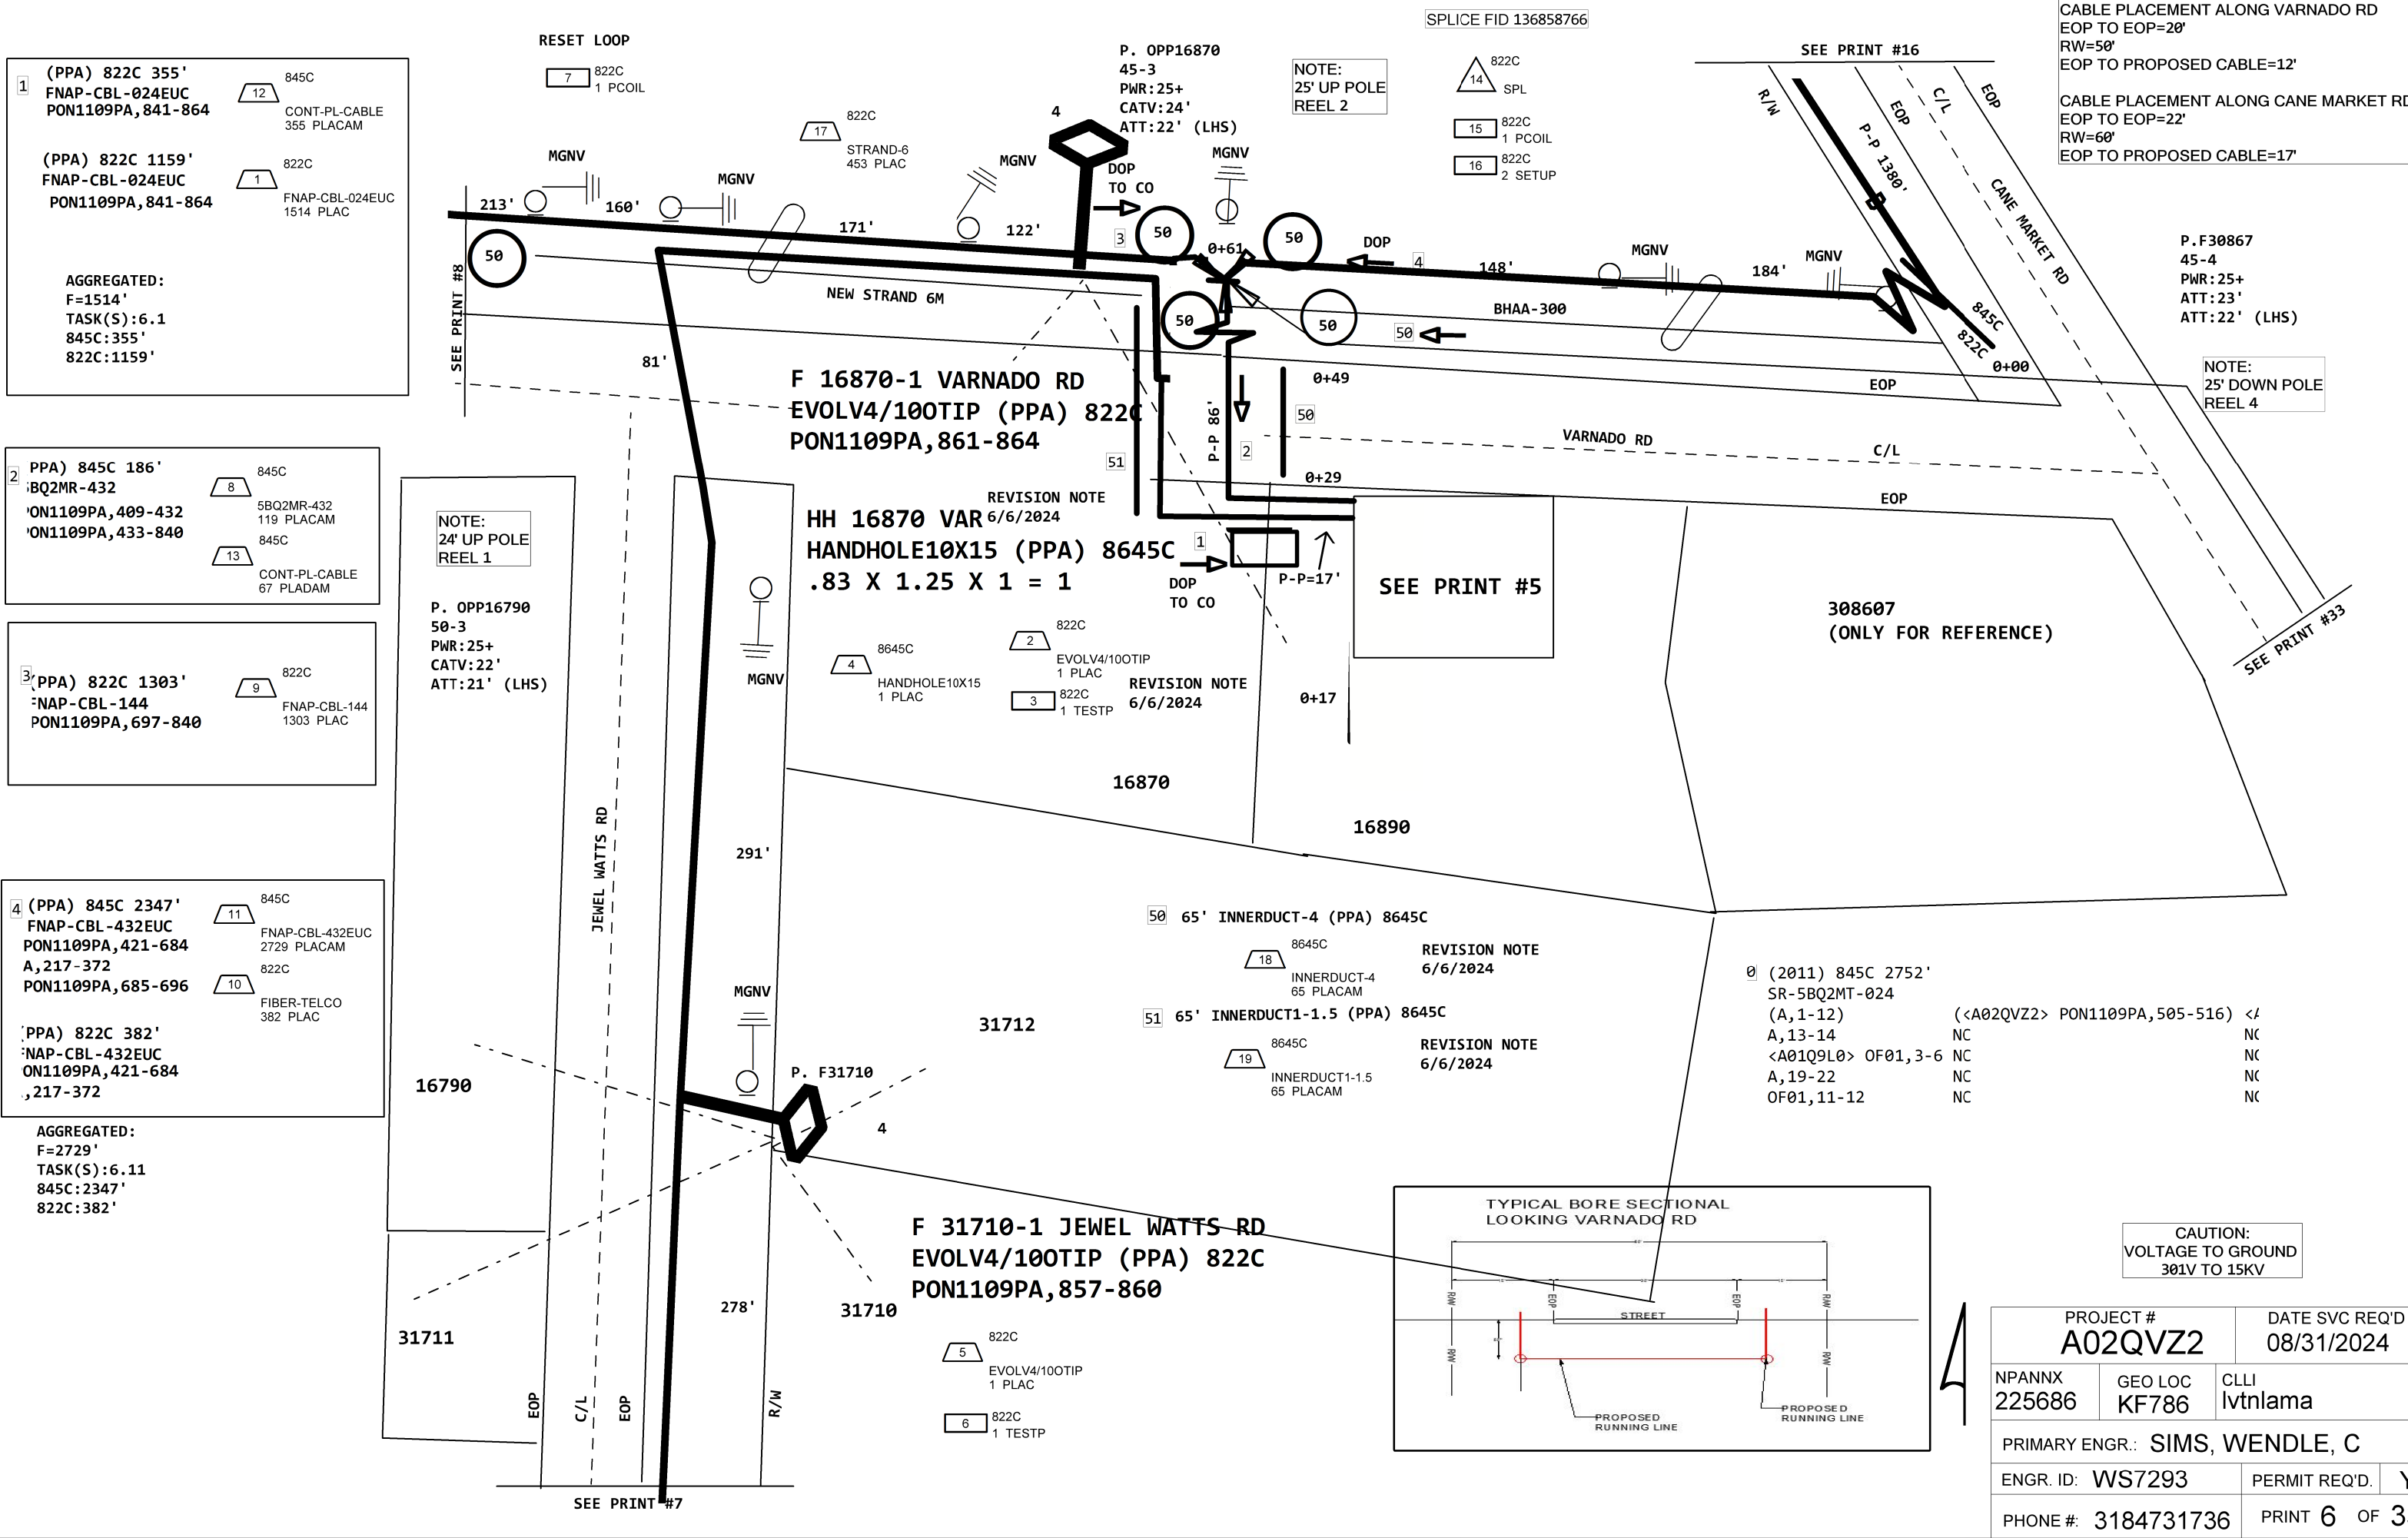 SPLICE FID 136858766
CABLE PLACEMENT ALONG VARNADO RD
EOP TO EOP=20'
RW=50'
EOP TO PROPOSED CABLE=12'
CABLE PLACEMENT ALONG CANE MARKET RD
EOP TO EOP=22'
RW=60'
EOP TO PROPOSED CABLE=17'
RESET LOOP
7
822C
1 PCOIL
P. OPP16870
45-3
PWR:25+
CATV:24'
ATT:22' (LHS)
NOTE:
25' UP POLE
REEL 2
822C
14
SPL
15
822C
1 PCOIL
16
822C
2 SETUP
SEE PRINT #16
1
(PPA) 822C 355'
FNAP-CBL-024EUC
PON1109PA,841-864
12
845C
CONT-PL-CABLE
355 PLACAM
(PPA) 822C 1159'
FNAP-CBL-024EUC
PON1109PA,841-864
1
822C
FNAP-CBL-024EUC
1514 PLAC
AGGREGATED:
F=1514'
TASK(S):6.1
845C:355'
822C:1159'
17
822C
STRAND-6
453 PLAC
4
MGNV
MGNV
MGNV
MGNV
DOP
TO CO
213'
160'
171'
122'
3
50
50
50
0+61
DOP
4
148'
MGNV
184'
MGNV
R/W
EOP
C/L
EOP
P-P 1380'
CANE MARKET RD
P.F30867
45-4
PWR:25+
ATT:23'
ATT:22' (LHS)
SEE PRINT #8
NEW STRAND 6M
50
50
50
BHAA-300
845C
822C
0+00
NOTE:
25' DOWN POLE
REEL 4
81'
F 16870-1 VARNADO RD
EVOLV4/10OTIP (PPA) 822C
PON1109PA,861-864
0+49
EOP
P-P 86'
50
2
51
VARNADO RD
C/L
0+29
EOP
2
PPA) 845C 186'
5BQ2MR-432
PON1109PA,409-432
PON1109PA,433-840
8
845C
5BQ2MR-432
119 PLACAM
13
845C
CONT-PL-CABLE
67 PLADAM
NOTE:
24' UP POLE
REEL 1
REVISION NOTE
6/6/2024
HH 16870 VAR
HANDHOLE10X15 (PPA) 8645C
.83 X 1.25 X 1 = 1
1
DOP
TO CO
P-P=17'
SEE PRINT #5
308607
(ONLY FOR REFERENCE)
SEE PRINT #33
P. OPP16790
50-3
PWR:25+
CATV:22'
ATT:21' (LHS)
MGNV
4
8645C
HANDHOLE10X15
1 PLAC
2
822C
EVOLV4/10OTIP
1 PLAC
3
822C
1 TESTP
REVISION NOTE
6/6/2024
0+17
3
(PPA) 822C 1303'
FNAP-CBL-144
PON1109PA,697-840
9
822C
FNAP-CBL-144
1303 PLAC
16870
16890
JEWEL WATTS RD
291'
4
(PPA) 845C 2347'
FNAP-CBL-432EUC
PON1109PA,421-684
A,217-372
PON1109PA,685-696
11
845C
FNAP-CBL-432EUC
2729 PLACAM
10
822C
FIBER-TELCO
382 PLAC
PPA) 822C 382'
FNAP-CBL-432EUC
ON1109PA,421-684
,217-372
AGGREGATED:
F=2729'
TASK(S):6.11
845C:2347'
822C:382'
50
65' INNERDUCT-4 (PPA) 8645C
18
8645C
INNERDUCT-4
65 PLACAM
REVISION NOTE
6/6/2024
51
65' INNERDUCT1-1.5 (PPA) 8645C
19
8645C
INNERDUCT1-1.5
65 PLACAM
REVISION NOTE
6/6/2024
0
(2011) 845C 2752'
SR-5BQ2MT-024
(A,1-12) (<A02QVZ2> PON1109PA,505-516)
A,13-14 NC
<A01Q9L0> OF01,3-6 NC
A,19-22 NC
OF01,11-12 NC
MGNV
31712
16790
P. F31710
4
F 31710-1 JEWEL WATTS RD
EVOLV4/10OTIP (PPA) 822C
PON1109PA,857-860
278'
31710
31711
5
822C
EVOLV4/10OTIP
1 PLAC
6
822C
1 TESTP
EOP
C/L
EOP
R/W
SEE PRINT #7
TYPICAL BORE SECTIONAL
LOOKING VARNADO RD
R/W
EOP
EOP
R/W
STREET
R/W
R/W
PROPOSED
RUNNING LINE
PROPOSED
RUNNING LINE
CAUTION:
VOLTAGE TO GROUND
301V TO 15KV
PROJECT #
A02QVZ2
DATE SVC REQ'D
08/31/2024
NPANNX
225686
GEO LOC
KF786
CLLI
lvtnlama
PRIMARY ENGR.: SIMS, WENDLE, C
ENGR. ID: WS7293
PERMIT REQ'D. Y
PHONE #: 3184731736
PRINT 6 OF 3